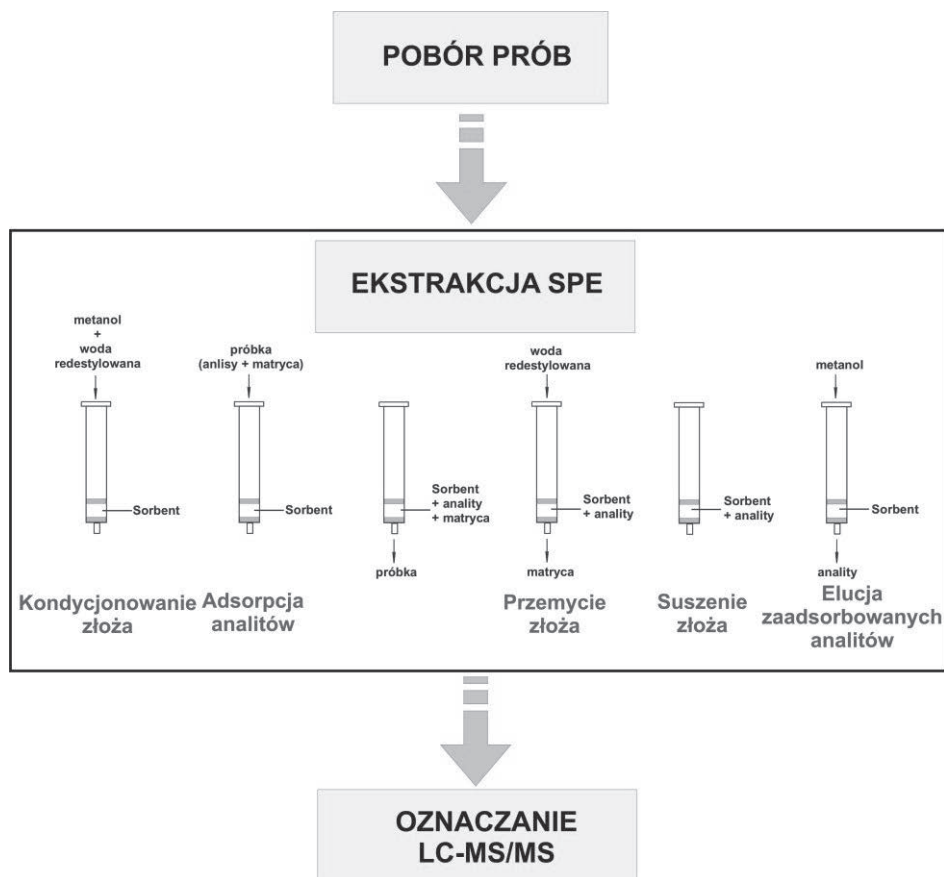 POBÓR PRÓB
EKSTRAKCJA SPE
metanol
+
woda
redestylowana
Sorbent
Kondycjonowanie
złoża
próbka
(anlisy + matryca)
Sorbent
Adsorpcja
analitów
Sorbent
+ anality
+ matryca
próbka
woda
redestylowana
Sorbent
+ anality
matryca
Przemycie
złoża
Sorbent
+ anality
Suszenie
złoża
metanol
Sorbent
anality
Elucja
zaadsorbowanych
analitów
OZNACZANIE
LC-MS/MS